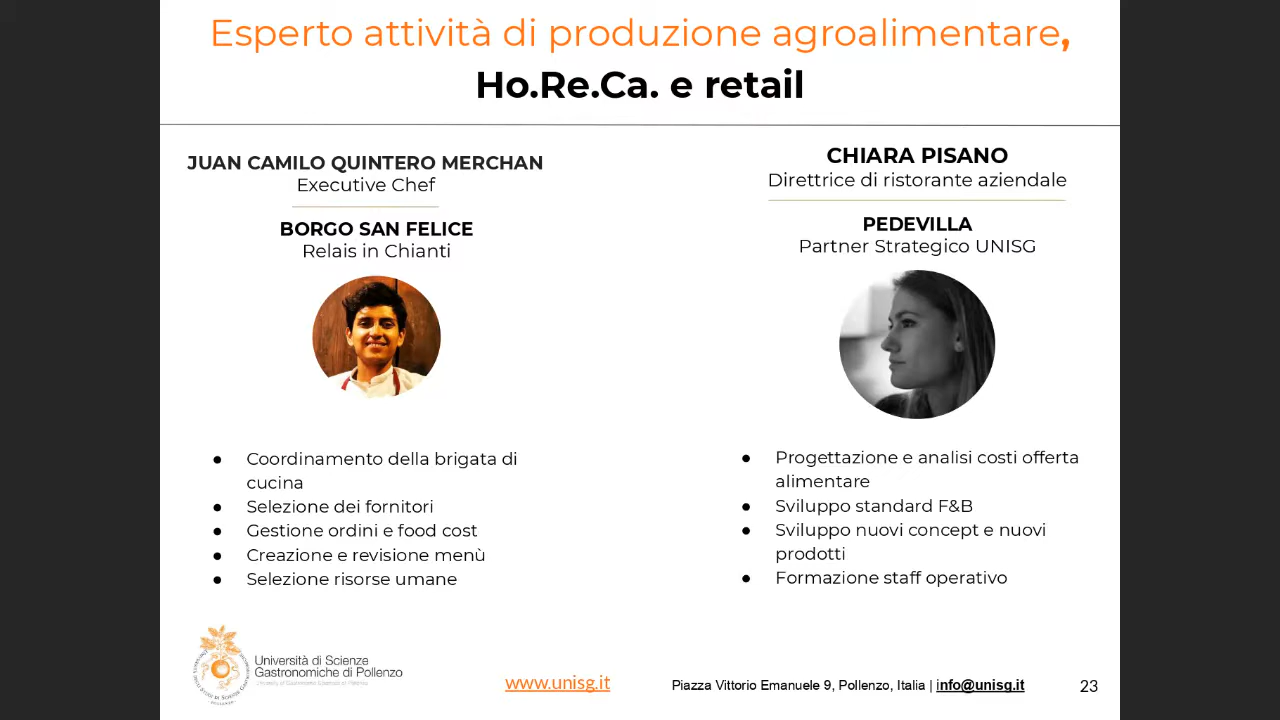 Esperto attività di produzione agroalimentare,
Ho.Re.Ca. e retail
JUAN CAMILO QUINTERO MERCHAN
Executive Chef
BORGO SAN FELICE
Relais in Chianti
● Coordinamento della brigata di
cucina
● Selezione dei fornitori
● Gestione ordini e food cost
● Creazione e revisione menù
● Selezione risorse umane
CHIARA PISANO
Direttrice di ristorante aziendale
PEDEVILLA
Partner Strategico UNISG
● Progettazione e analisi costi offerta
alimentare
● Sviluppo standard F&B
● Sviluppo nuovi concept e nuovi
prodotti
● Formazione staff operativo
Università di Scienze
Gastronomiche di Pollenzo
www.unisg.it
Piazza Vittorio Emanuele 9, Pollenzo, Italia | info@unisg.it
23